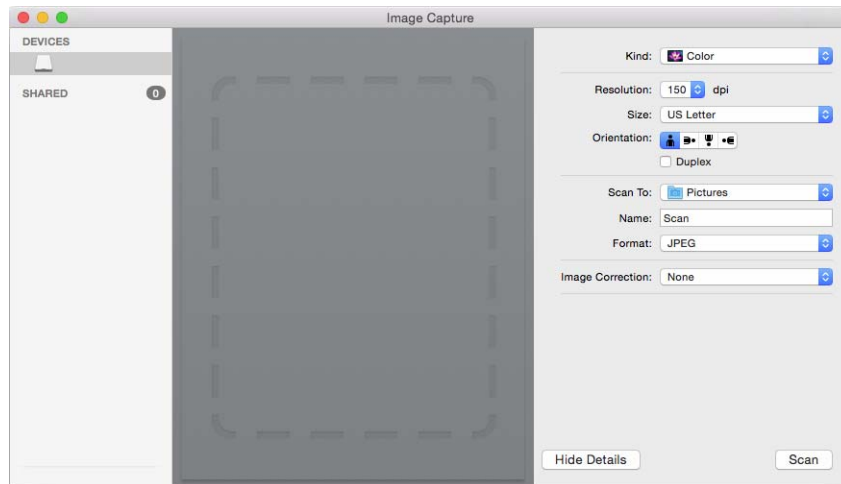 Image Capture
DEVICES
SHARED 0
Kind: Color
Resolution: 150 dpi
Size: US Letter
Orientation:
Duplex
Scan To: Pictures
Name: Scan
Format: JPEG
Image Correction: None
Hide Details Scan